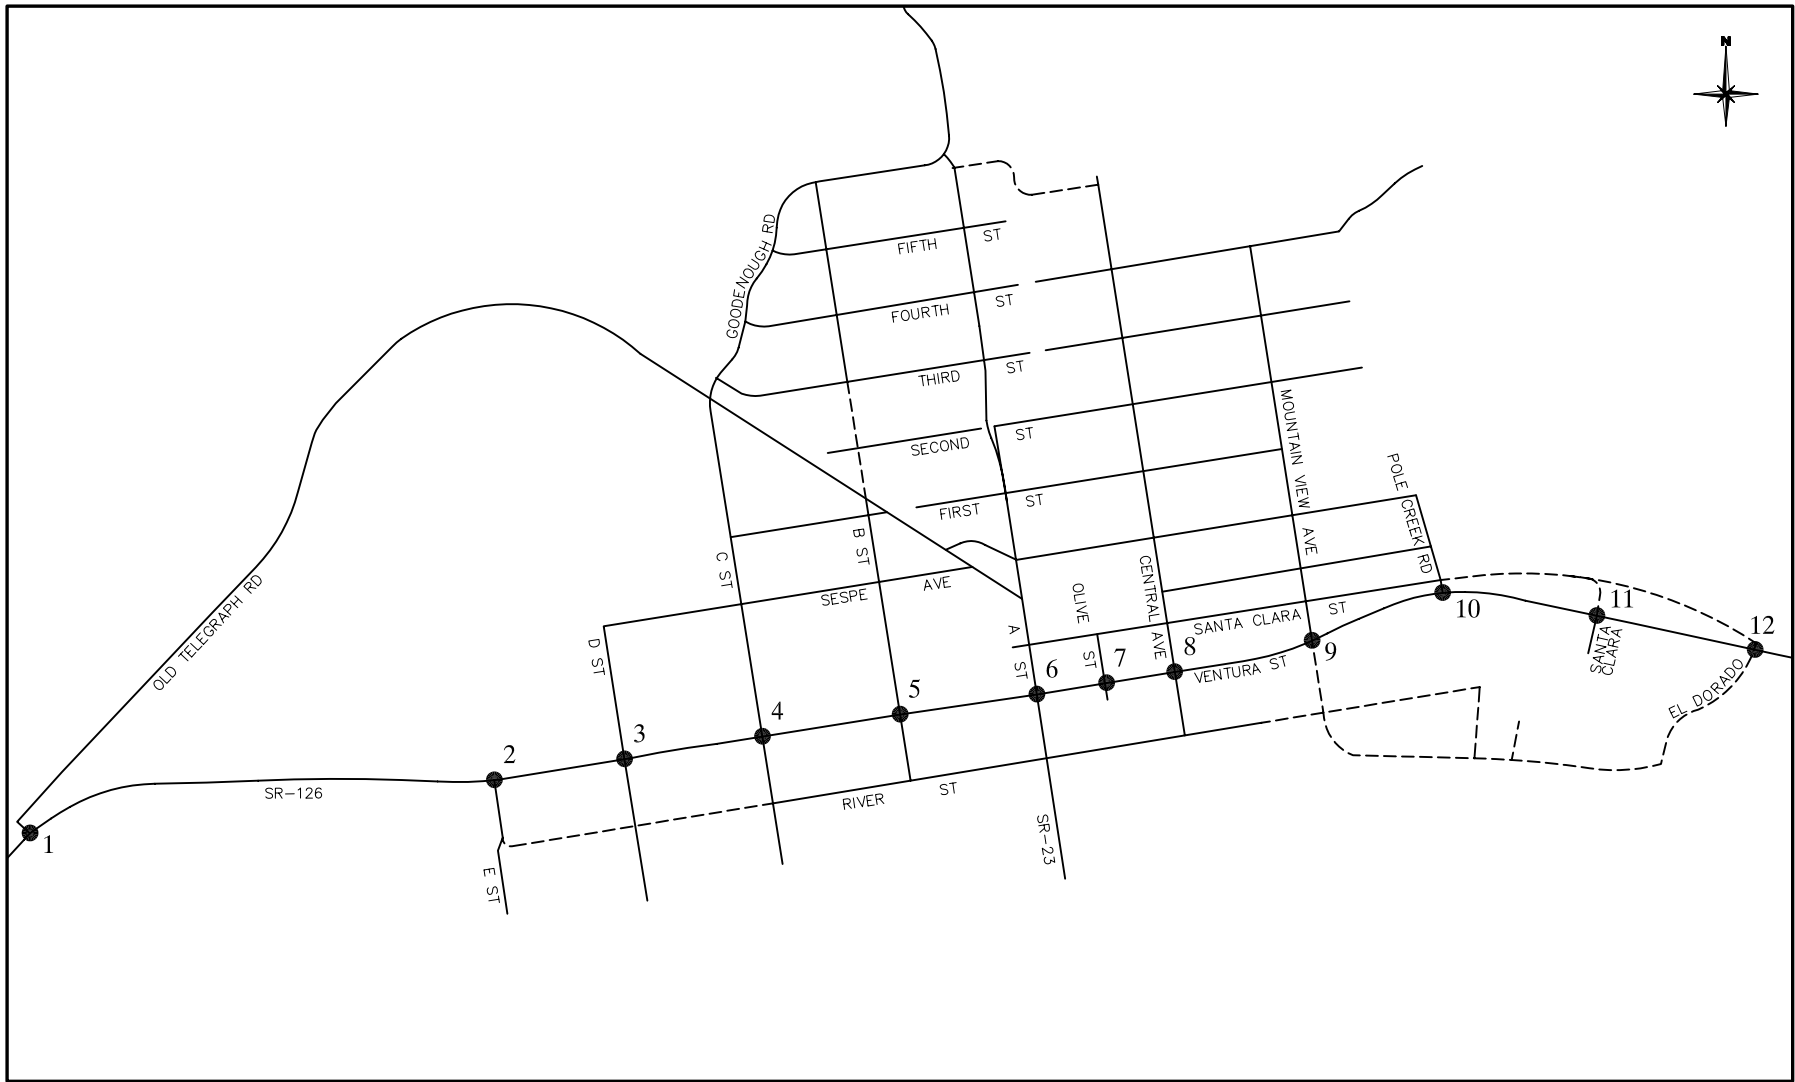 N
GOODENOUGH RD
FIFTH ST
FOURTH ST
THIRD ST
SECOND ST
FIRST ST
MOUNTAIN VIEW AVE
POLE CREEK RD
B ST
C ST
SESPE AVE
OLIVE ST
CENTRAL AVE
OLD TELEGRAPH RD
D ST
A ST
SANTA CLARA ST
VENTURA ST
SANTA
CLARA
EL DORADO
SR-126
RIVER ST
SR-23
E ST
1
2
3
4
5
6
7
8
9
10
11
12